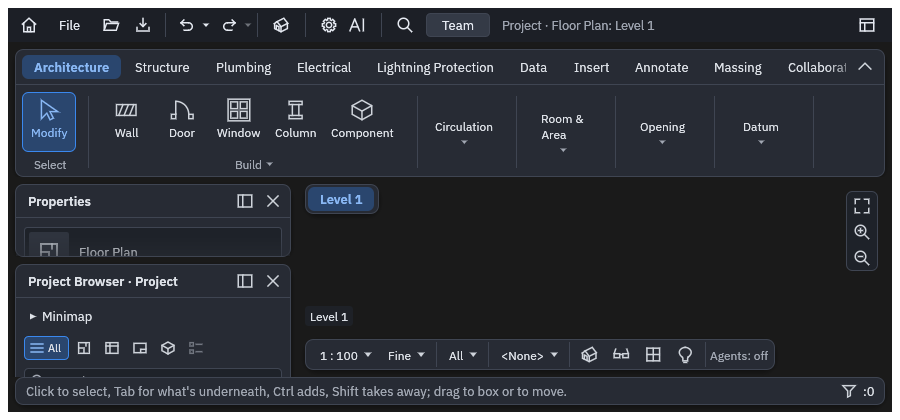 File AI Team Project · Floor Plan: Level 1
Architecture Structure Plumbing Electrical Lightning Protection Data Insert Annotate Massing Collaborat
Modify Wall Door Window Column Component Circulation Room & Area Opening Datum
Select Build
Properties
Floor Plan
Level 1
Project Browser · Project
Minimap
All
Level 1
1 : 100 Fine All <None> Agents: off
Click to select, Tab for what's underneath, Ctrl adds, Shift takes away; drag to box or to move. :0